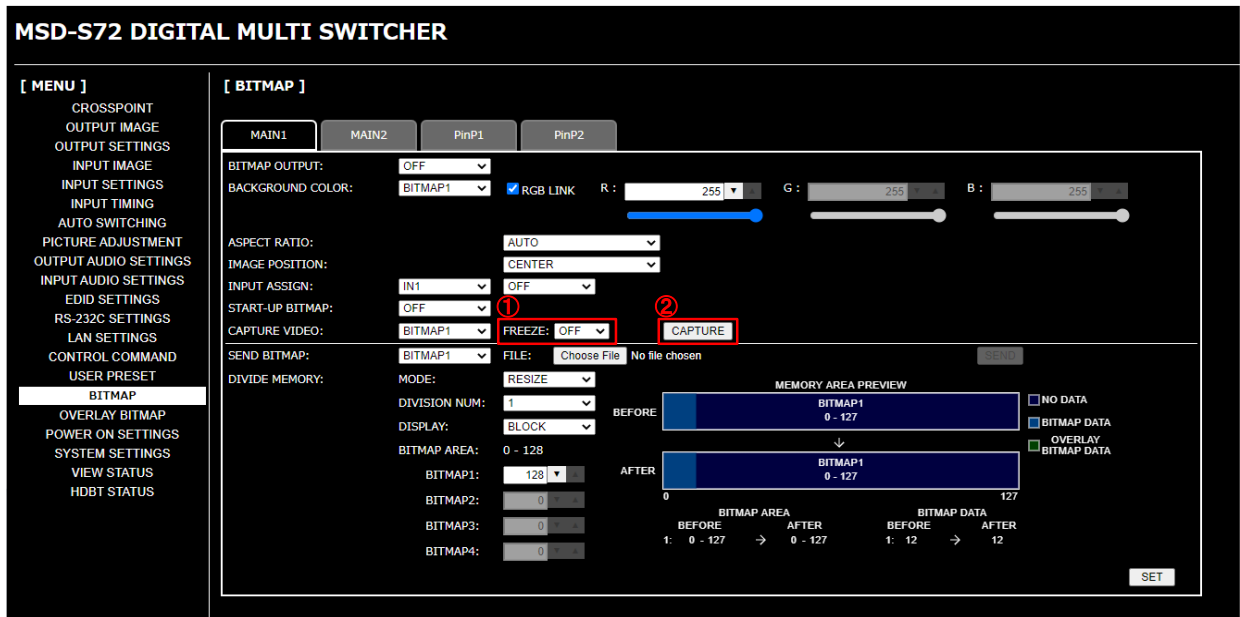 MSD-S72 DIGITAL MULTI SWITCHER
[ MENU ]
CROSSPOINT
OUTPUT IMAGE
OUTPUT SETTINGS
INPUT IMAGE
INPUT SETTINGS
INPUT TIMING
AUTO SWITCHING
PICTURE ADJUSTMENT
OUTPUT AUDIO SETTINGS
INPUT AUDIO SETTINGS
EDID SETTINGS
RS-232C SETTINGS
LAN SETTINGS
CONTROL COMMAND
USER PRESET
BITMAP
OVERLAY BITMAP
POWER ON SETTINGS
SYSTEM SETTINGS
VIEW STATUS
HDBT STATUS
[ BITMAP ]
MAIN1 MAIN2 PinP1 PinP2
BITMAP OUTPUT: OFF
BACKGROUND COLOR: BITMAP1 RGB LINK R : 255 G : 255 B : 255
ASPECT RATIO: AUTO
IMAGE POSITION: CENTER
INPUT ASSIGN: IN1 OFF
START-UP BITMAP: OFF
① ②
CAPTURE VIDEO: BITMAP1 FREEZE: OFF CAPTURE
SEND BITMAP: BITMAP1 FILE: Choose File No file chosen SEND
DIVIDE MEMORY: MODE: RESIZE
DIVISION NUM: 1
DISPLAY: BLOCK
BITMAP AREA: 0 - 128
BITMAP1: 128
BITMAP2: 0
BITMAP3: 0
BITMAP4: 0
MEMORY AREA PREVIEW
BEFORE BITMAP1
0 - 127
↓
AFTER BITMAP1
0 - 127
0 127
NO DATA
BITMAP DATA
OVERLAY
BITMAP DATA
BITMAP AREA BITMAP DATA
BEFORE AFTER BEFORE AFTER
1: 0 - 127 → 0 - 127 1: 12 → 12
SET